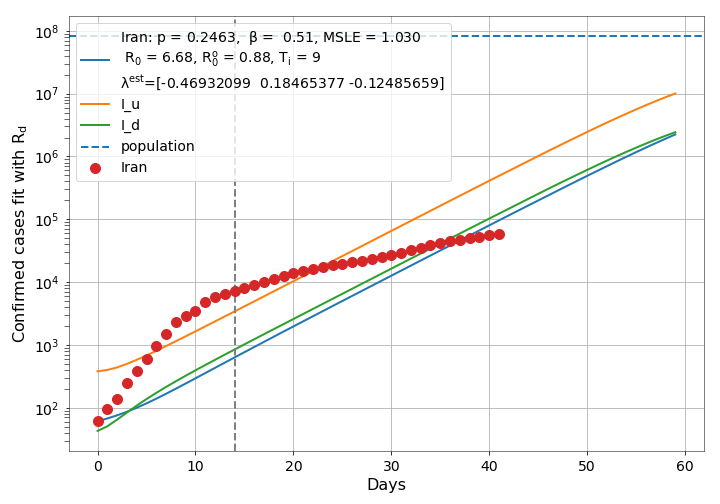 Iran: p = 0.2463,  β =  0.51, MSLE = 1.030
R₀ = 6.68, R₀⁰ = 0.88, Tᵢ = 9
λᵉˢᵗ=[-0.46932099  0.18465377 -0.12485659]
I_u
I_d
population
Iran
Confirmed cases fit with R_d
10⁸
10⁷
10⁶
10⁵
10⁴
10³
10²
0 10 20 30 40 50 60
Days